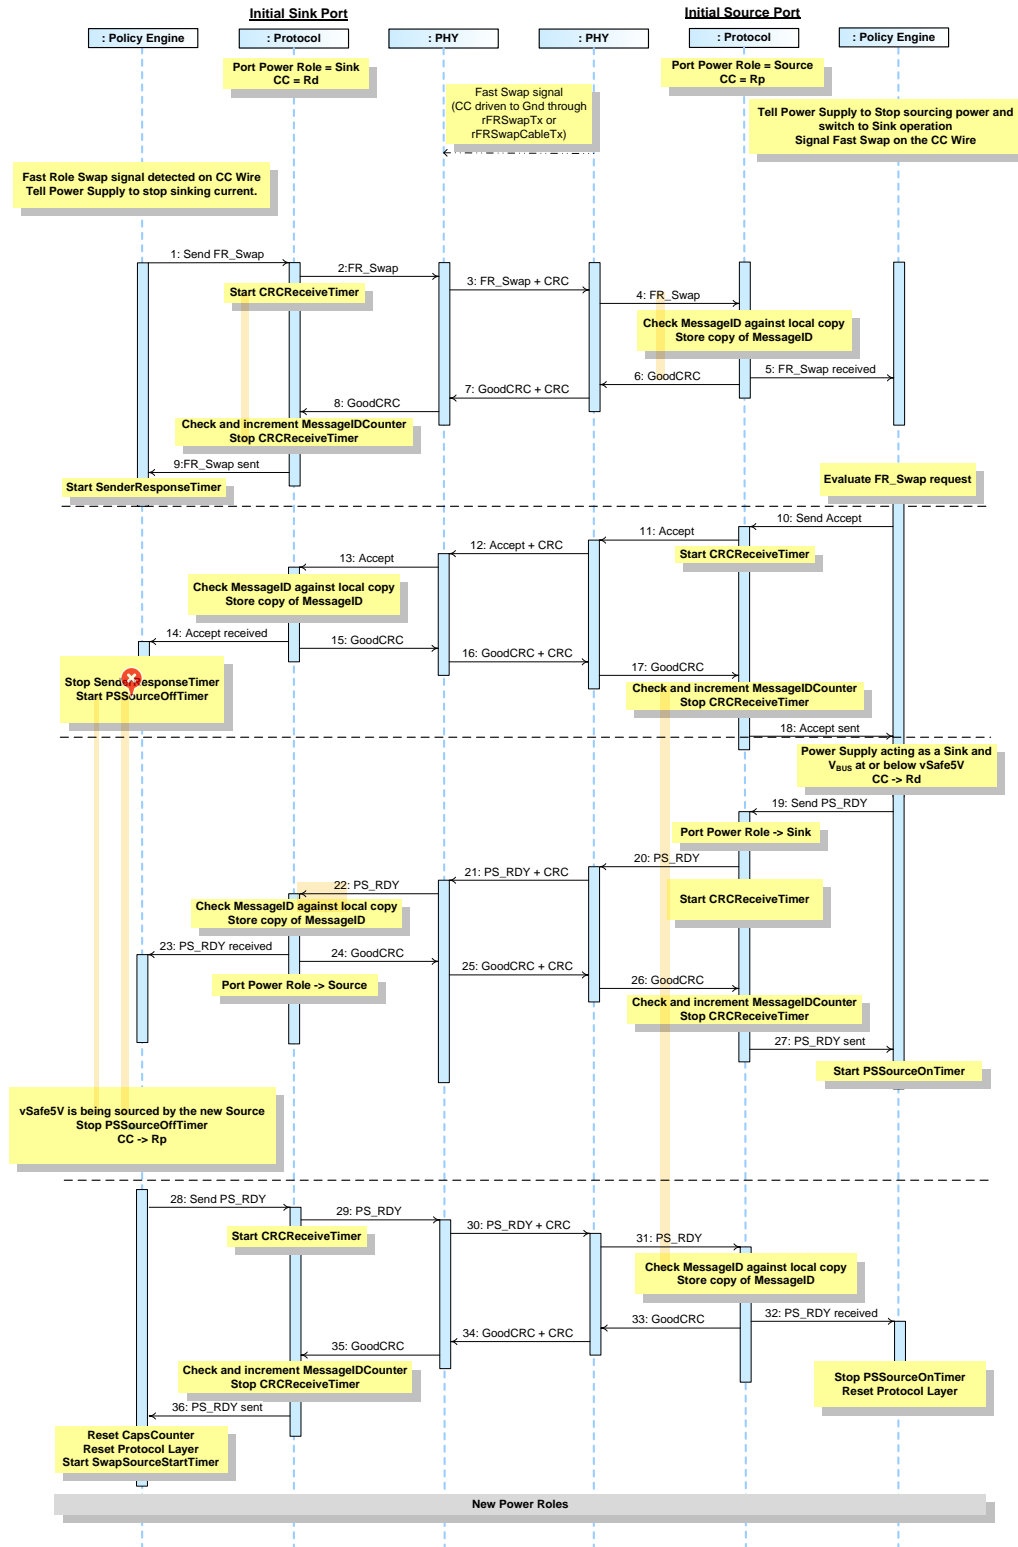 Initial Sink Port
Initial Source Port
: Policy Engine
: Protocol
: PHY
: PHY
: Protocol
: Policy Engine
Port Power Role = Sink
CC = Rd
Port Power Role = Source
CC = Rp
Fast Swap signal
(CC driven to Gnd through
rFRSwapTx or
rFRSwapCableTx)
Tell Power Supply to Stop sourcing power and
switch to Sink operation
Signal Fast Swap on the CC Wire
Fast Role Swap signal detected on CC Wire
Tell Power Supply to stop sinking current.
1: Send FR_Swap
2:FR_Swap
3: FR_Swap + CRC
Start CRCReceiveTimer
4: FR_Swap
Check MessageID against local copy
Store copy of MessageID
5: FR_Swap received
6: GoodCRC
7: GoodCRC + CRC
8: GoodCRC
Check and increment MessageIDCounter
Stop CRCReceiveTimer
9:FR_Swap sent
Start SenderResponseTimer
Evaluate FR_Swap request
10: Send Accept
11: Accept
12: Accept + CRC
Start CRCReceiveTimer
13: Accept
Check MessageID against local copy
Store copy of MessageID
14: Accept received
15: GoodCRC
16: GoodCRC + CRC
17: GoodCRC
Stop SenderResponseTimer
Start PSSourceOffTimer
Check and increment MessageIDCounter
Stop CRCReceiveTimer
18: Accept sent
Power Supply acting as a Sink and
VBUS at or below vSafe5V
CC -> Rd
19: Send PS_RDY
Port Power Role -> Sink
20: PS_RDY
21: PS_RDY + CRC
22: PS_RDY
Start CRCReceiveTimer
Check MessageID against local copy
Store copy of MessageID
23: PS_RDY received
24: GoodCRC
25: GoodCRC + CRC
26: GoodCRC
Port Power Role -> Source
Check and increment MessageIDCounter
Stop CRCReceiveTimer
27: PS_RDY sent
Start PSSourceOnTimer
vSafe5V is being sourced by the new Source
Stop PSSourceOffTimer
CC -> Rp
28: Send PS_RDY
29: PS_RDY
30: PS_RDY + CRC
Start CRCReceiveTimer
31: PS_RDY
Check MessageID against local copy
Store copy of MessageID
32: PS_RDY received
33: GoodCRC
34: GoodCRC + CRC
35: GoodCRC
Check and increment MessageIDCounter
Stop CRCReceiveTimer
Stop PSSourceOnTimer
Reset Protocol Layer
36: PS_RDY sent
Reset CapsCounter
Reset Protocol Layer
Start SwapSourceStartTimer
New Power Roles